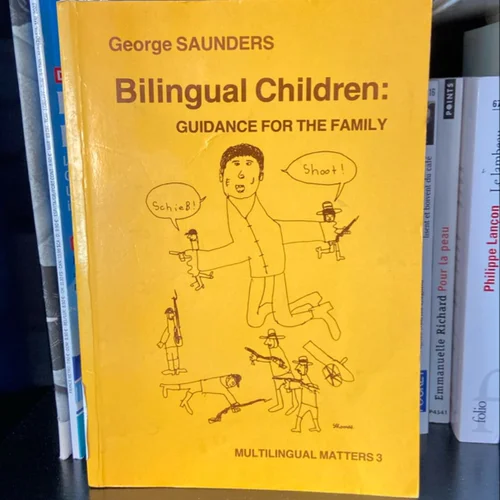 George SAUNDERS
Bilingual Children:
GUIDANCE FOR THE FAMILY
Schieß!
Shoot!
MULTILINGUAL MATTERS 3
POINTS
Emmanuelle Richard Pour la peau
Philippe Lançon
folio